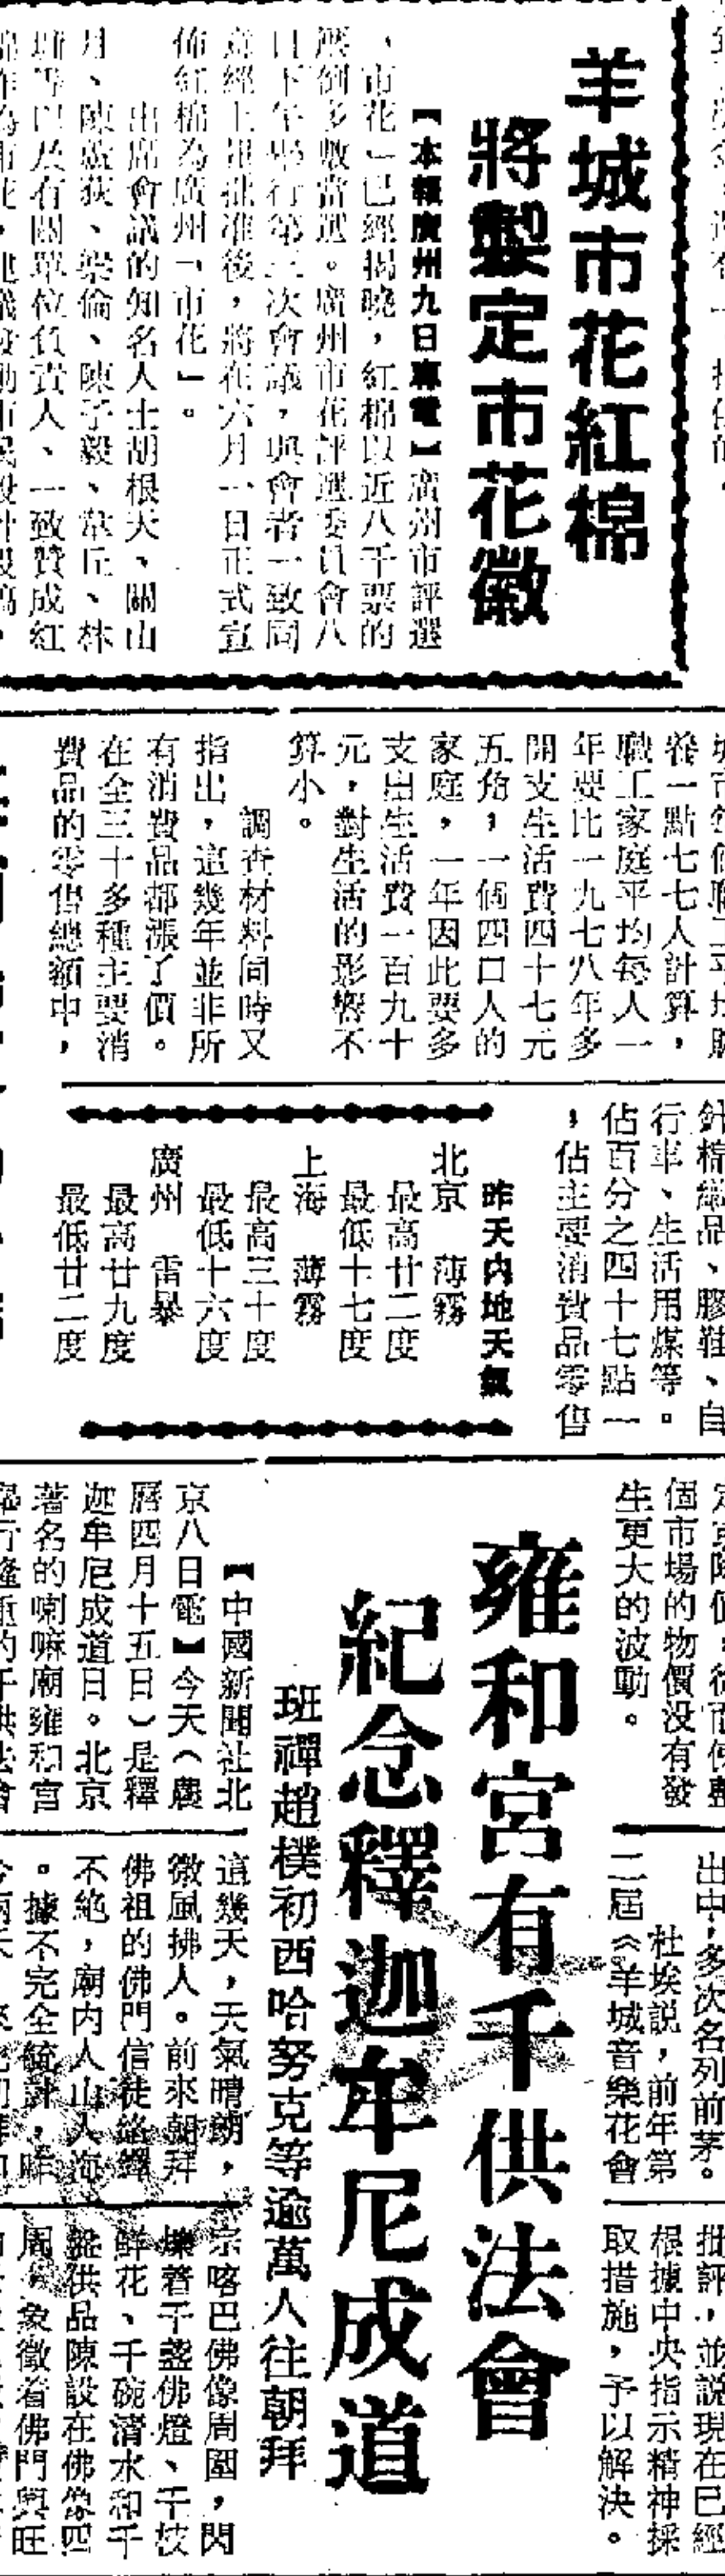 羊城市花紅棉
將製定市花徽
【本報廣州九日專電】廣州市評選
「市花」已經揭曉，紅棉以近八千票的
壓倒多數當選。廣州市花評選委員會八
日下午舉行第三次會議，與會者一致同
意經上級批准後，將在六月一日正式宣
佈紅棉為廣州「市花」。
出席會議的知名人士胡根天、關山
月、陳蘆荻、梁倫、陳子毅、韋丘、林
等以及有關單位負責人、一致贊成紅
棉作為市花，建議發動市民設計
養一點七七人計算，
職工家庭平均每人一
年要比一九七八年多
開支生活費四十七元
五角，一個四口人的
家庭，一年因此要多
支出生活費一百九十
元，對生活的影響不
算小。
調查材料同時又
指出，這幾年並非所
有消費品都漲了價。
在全三十多種主要消
費品的零售總額中，
針棉織品、膠鞋、自
行車、生活用煤等。
佔百分之四十七點一
，佔主要消費品零售
昨天內地天氣
北京　薄霧
最高廿二度
最低十七度
上海　薄霧
最高三十度
最低十六度
廣州　雷暴
最高廿九度
最低廿二度
個市場的物價没有發
生更大的波動。
出中，多次名列前茅。
杜埃説，前年第
二屆《羊城音樂花會
批評，並説現在已經
根據中央指示精神採
取措施，予以解決。
雍和宮有千供法會
紀念釋迦牟尼成道
班禪趙樸初西哈努克等逾萬人往朝拜
【中國新聞社北
京八日電】今天（農
曆四月十五日）是釋
迦牟尼成道日。北京
著名的喇嘛廟雍和宮
舉行隆重的千供法會
這幾天，天氣晴朗，
微風拂人。前來朝拜
佛祖的佛門信徒絡繹
不絶，廟内人山人海
。據不完全統計，昨
今兩天
宗喀巴佛像周圍，閃
爍着千盞佛燈、千枝
鮮花、千碗清水和千
盤供品陳設在佛像四
周，象徵着佛門興旺